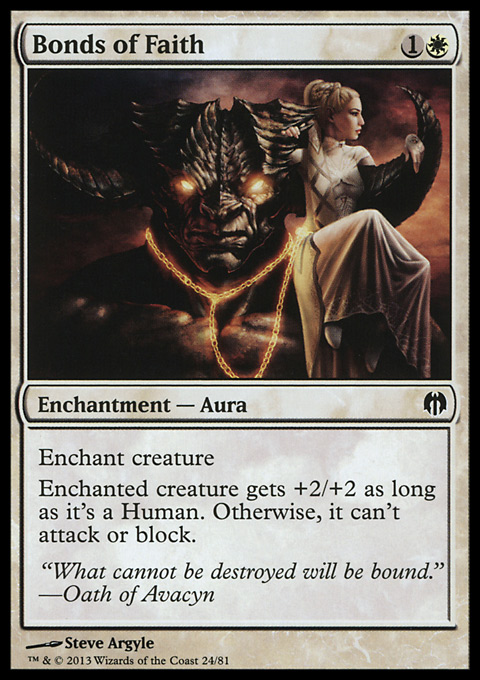 Bonds of Faith 1
Enchantment — Aura
Enchant creature
Enchanted creature gets +2/+2 as long
as it's a Human. Otherwise, it can't
attack or block.
"What cannot be destroyed will be bound."
—Oath of Avacyn
Steve Argyle
™ & © 2013 Wizards of the Coast 24/81